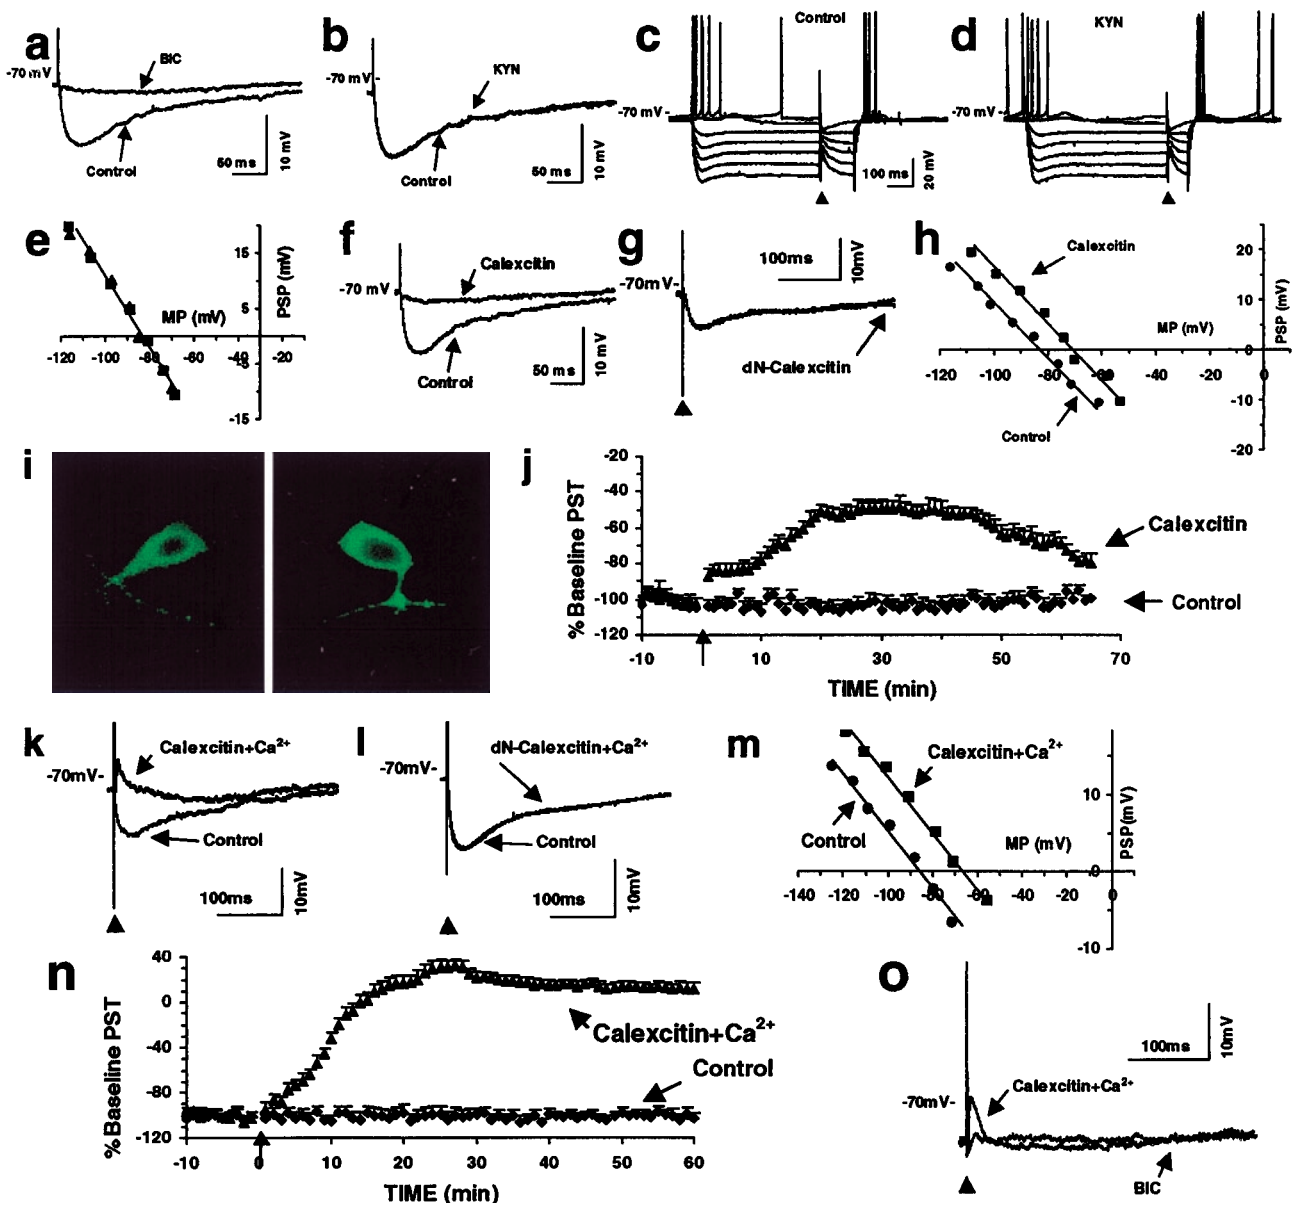 a
-70 mV
BIC
Control
50 ms
10 mV
b
-70 mV-
KYN
Control
50 ms
10 mV
c
Control
-70 mV-
100 ms
20 mV
d
KYN
-70 mV-
e
15
5
-5
-15
PSP (mV)
MP (mV)
-120 -100 -80 -60 -40 -20
f
-70 mV
Calexcitin
Control
50 ms
10 mV
g
-70mV-
100ms
10mV
dN-Calexcitin
h
20
10
0
-10
-20
PSP (mV)
MP (mV)
Calexcitin
Control
-120 -100 -80 -60 -40 -20 0
i
j
-20
-40
-60
-80
-100
-120
%Baseline PST
Calexcitin
Control
-10 10 30 50 70
TIME (min)
k
-70mV-
Calexcitin+Ca2+
Control
100ms
10mV
l
-70mV-
dN-Calexcitin+Ca2+
Control
100ms
10mV
m
Calexcitin+Ca2+
Control
MP (mV)
PSP(mV)
10
0
-10
-140 -120 -100 -80 -60 -40 -20 0
n
40
0
-40
-80
-120
%Baseline PST
Calexcitin+Ca2+
Control
-10 0 10 20 30 40 50 60
TIME (min)
o
100ms
10mV
-70mV-
Calexcitin+Ca2+
BIC